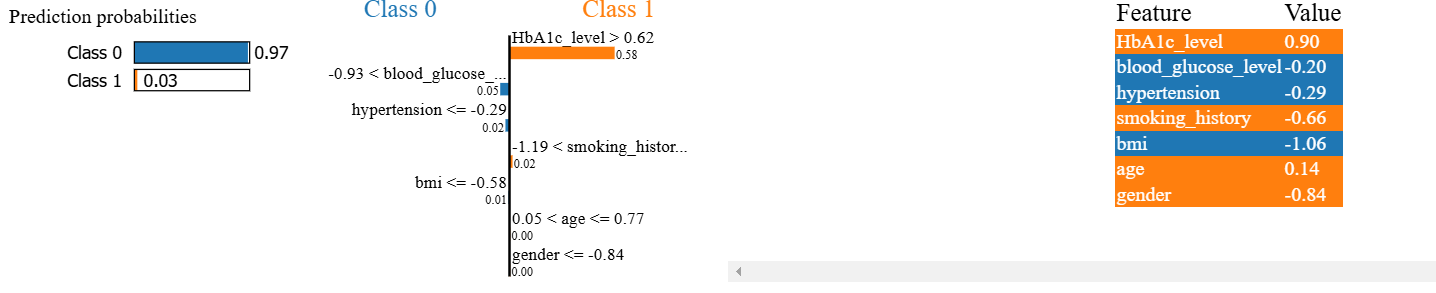 Prediction probabilities
Class 0 0.97
Class 1 0.03
Class 0 Class 1
HbA1c_level > 0.62
0.58
-0.93 < blood_glucose_...
0.05
hypertension <= -0.29
0.02
-1.19 < smoking_histor...
0.02
bmi <= -0.58
0.01
0.05 < age <= 0.77
0.00
gender <= -0.84
0.00
Feature Value
HbA1c_level 0.90
blood_glucose_level -0.20
hypertension -0.29
smoking_history -0.66
bmi -1.06
age 0.14
gender -0.84